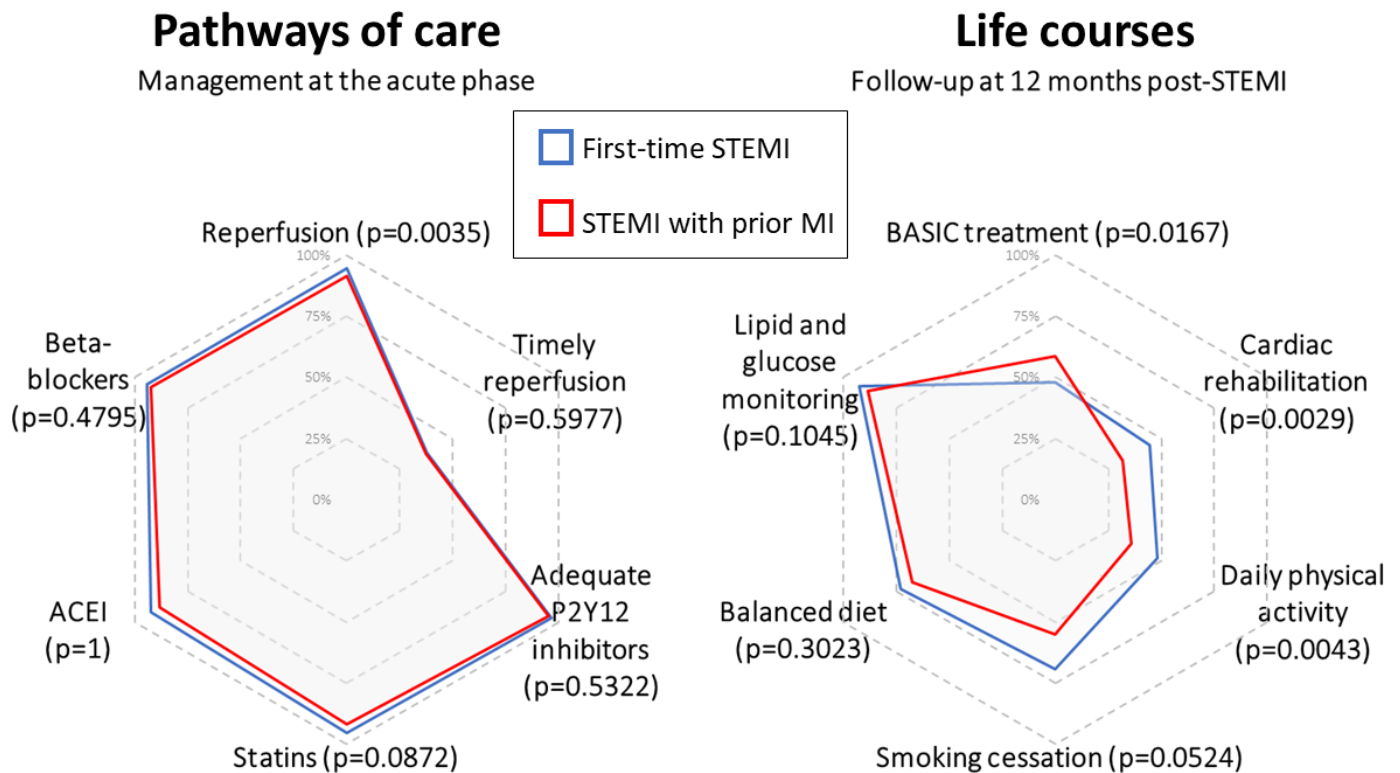 Pathways of care
Management at the acute phase
Life courses
Follow-up at 12 months post-STEMI
First-time STEMI
STEMI with prior MI
Reperfusion (p=0.0035)
100%
75%
50%
25%
0%
Timely
reperfusion
(p=0.5977)
Adequate
P2Y12
inhibitors
(p=0.5322)
Statins (p=0.0872)
ACEI
(p=1)
Beta-
blockers
(p=0.4795)
BASIC treatment (p=0.0167)
100%
75%
50%
25%
0%
Cardiac
rehabilitation
(p=0.0029)
Daily physical
activity
(p=0.0043)
Smoking cessation (p=0.0524)
Balanced diet
(p=0.3023)
Lipid and
glucose
monitoring
(p=0.1045)